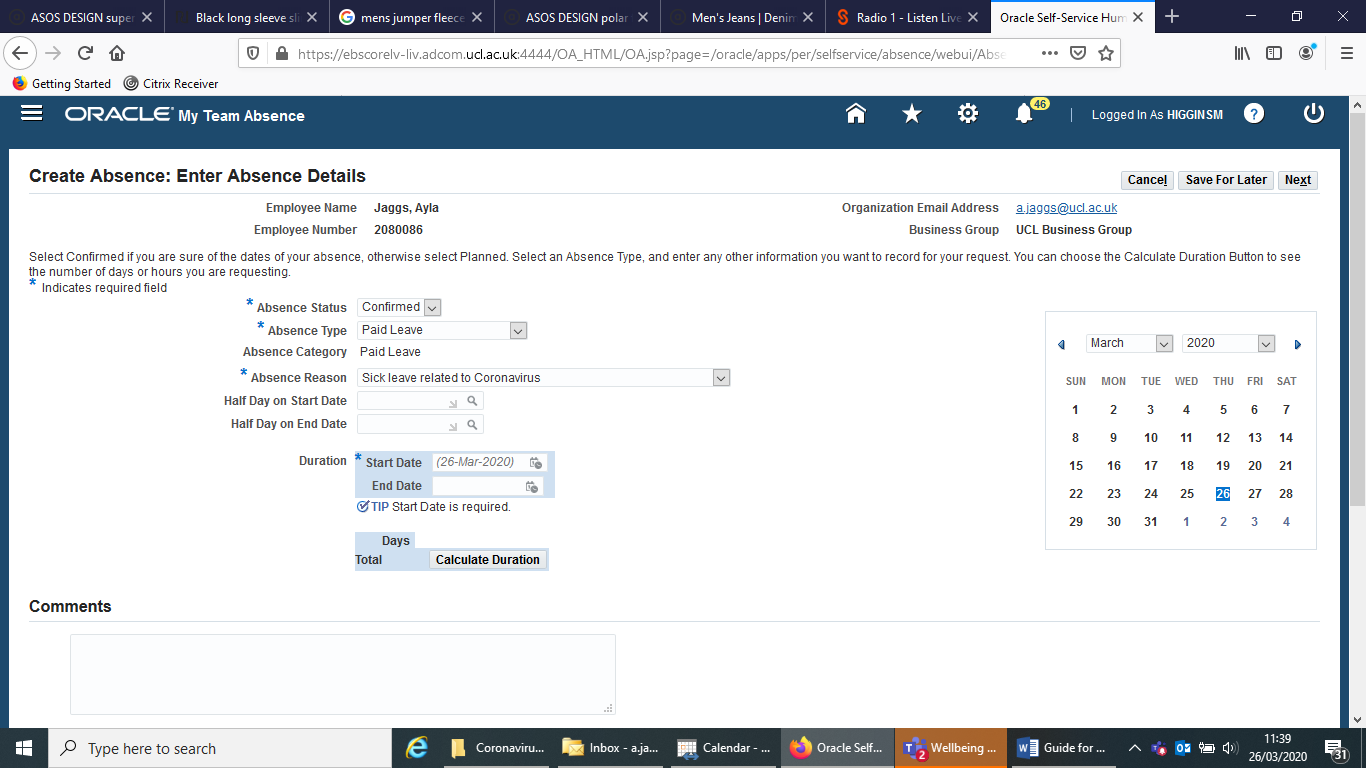 ASOS DESIGN super
Black long sleeve sli
mens jumper fleece
ASOS DESIGN polar
Men's Jeans | Denim
Radio 1 - Listen Live
Oracle Self-Service Hum
https://ebscorelv-liv.adcom.ucl.ac.uk:4444/OA_HTML/OA.jsp?page=/oracle/apps/per/selfservice/absence/webui/Abse
Getting Started Citrix Receiver
ORACLE My Team Absence 46 Logged In As HIGGINSM ?
Create Absence: Enter Absence Details Cancel Save For Later Next
Employee Name Jaggs, Ayla Organization Email Address a.jaggs@ucl.ac.uk
Employee Number 2080086 Business Group UCL Business Group
Select Confirmed if you are sure of the dates of your absence, otherwise select Planned. Select an Absence Type, and enter any other information you want to record for your request. You can choose the Calculate Duration Button to see
the number of days or hours you are requesting.
* Indicates required field
* Absence Status Confirmed
* Absence Type Paid Leave
Absence Category Paid Leave
* Absence Reason Sick leave related to Coronavirus
Half Day on Start Date
Half Day on End Date
Duration * Start Date (26-Mar-2020)
End Date
TIP Start Date is required.
Days
Total Calculate Duration
March 2020
SUN MON TUE WED THU FRI SAT
1 2 3 4 5 6 7
8 9 10 11 12 13 14
15 16 17 18 19 20 21
22 23 24 25 26 27 28
29 30 31 1 2 3 4
Comments
Type here to search
Coronaviru...
Inbox - a.ja...
Calendar - ...
Oracle Self...
2 Wellbeing ...
Guide for ...
11:39
26/03/2020
31